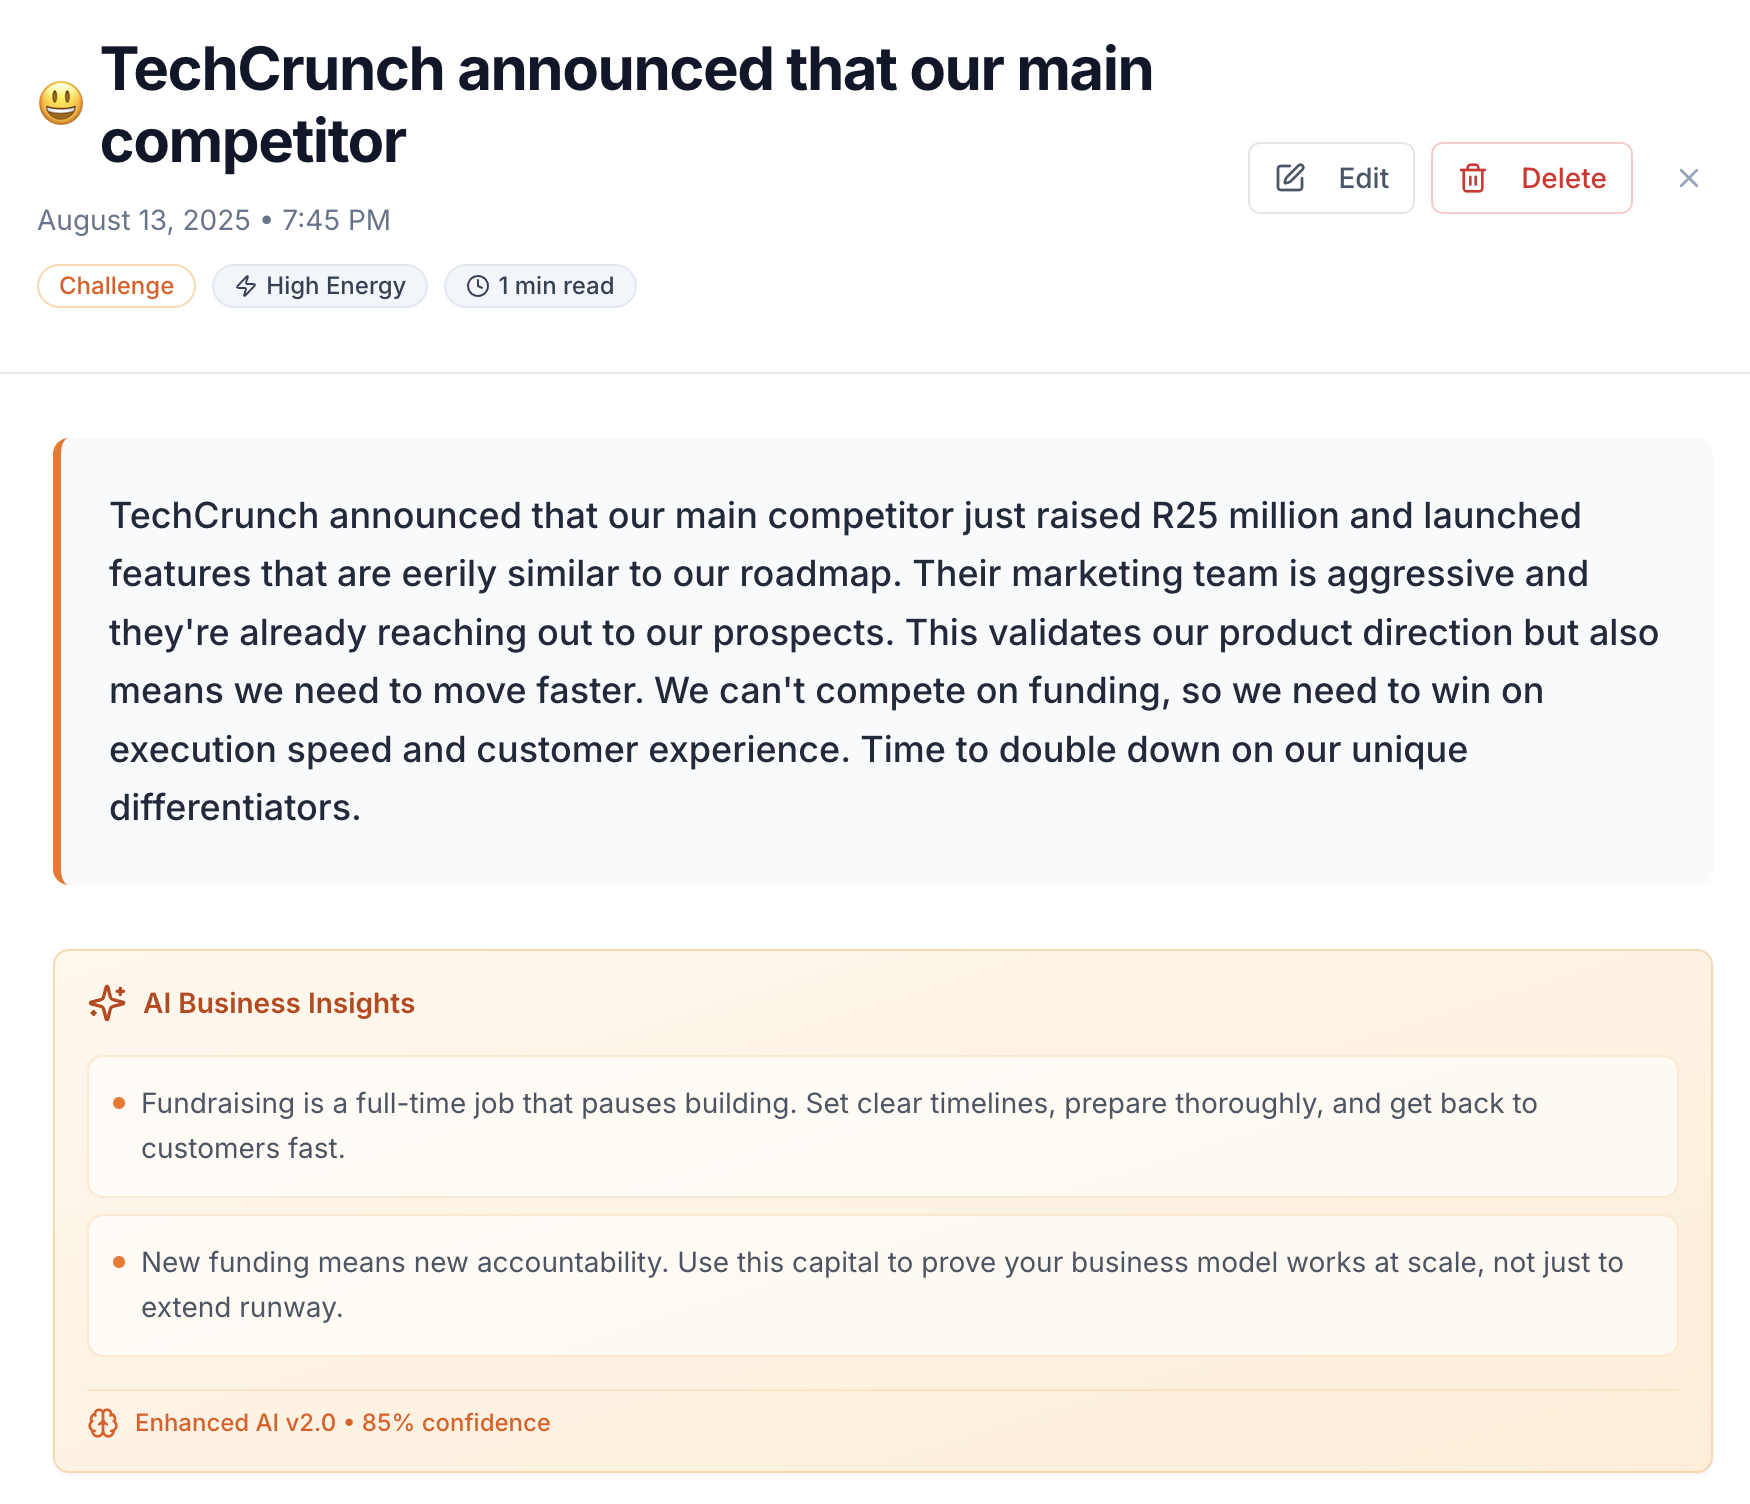 TechCrunch announced that our main
competitor
Edit
Delete
August 13, 2025 • 7:45 PM
Challenge
High Energy
1 min read
TechCrunch announced that our main competitor just raised R25 million and launched
features that are eerily similar to our roadmap. Their marketing team is aggressive and
they're already reaching out to our prospects. This validates our product direction but also
means we need to move faster. We can't compete on funding, so we need to win on
execution speed and customer experience. Time to double down on our unique
differentiators.
AI Business Insights
Fundraising is a full-time job that pauses building. Set clear timelines, prepare thoroughly, and get back to
customers fast.
New funding means new accountability. Use this capital to prove your business model works at scale, not just to
extend runway.
Enhanced AI v2.0 • 85% confidence